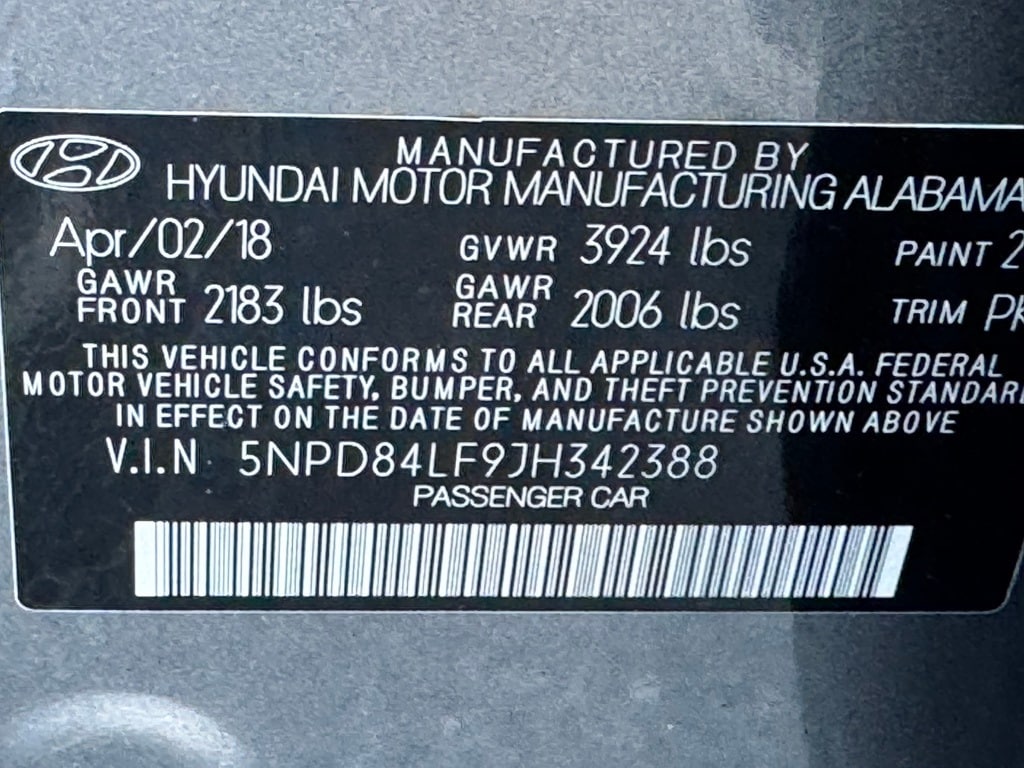 MANUFACTURED BY
HYUNDAI MOTOR MANUFACTURING ALABAMA
Apr/02/18 GVWR 3924 lbs PAINT 2
GAWR FRONT 2183 lbs GAWR REAR 2006 lbs TRIM
THIS VEHICLE CONFORMS TO ALL APPLICABLE U.S.A. FEDERAL
MOTOR VEHICLE SAFETY, BUMPER, AND THEFT PREVENTION STANDAR
IN EFFECT ON THE DATE OF MANUFACTURE SHOWN ABOVE
V.I.N 5NPD84LF9JH342388
PASSENGER CAR